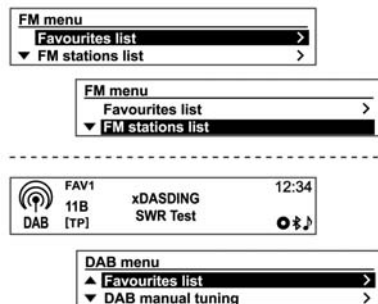 FM menu
Favourites list
FM stations list
FM menu
Favourites list
FM stations list
FAV1
12:34
11B
xDASDING
DAB
[TP]
SWR Test
DAB menu
Favourites list
DAB manual tuning